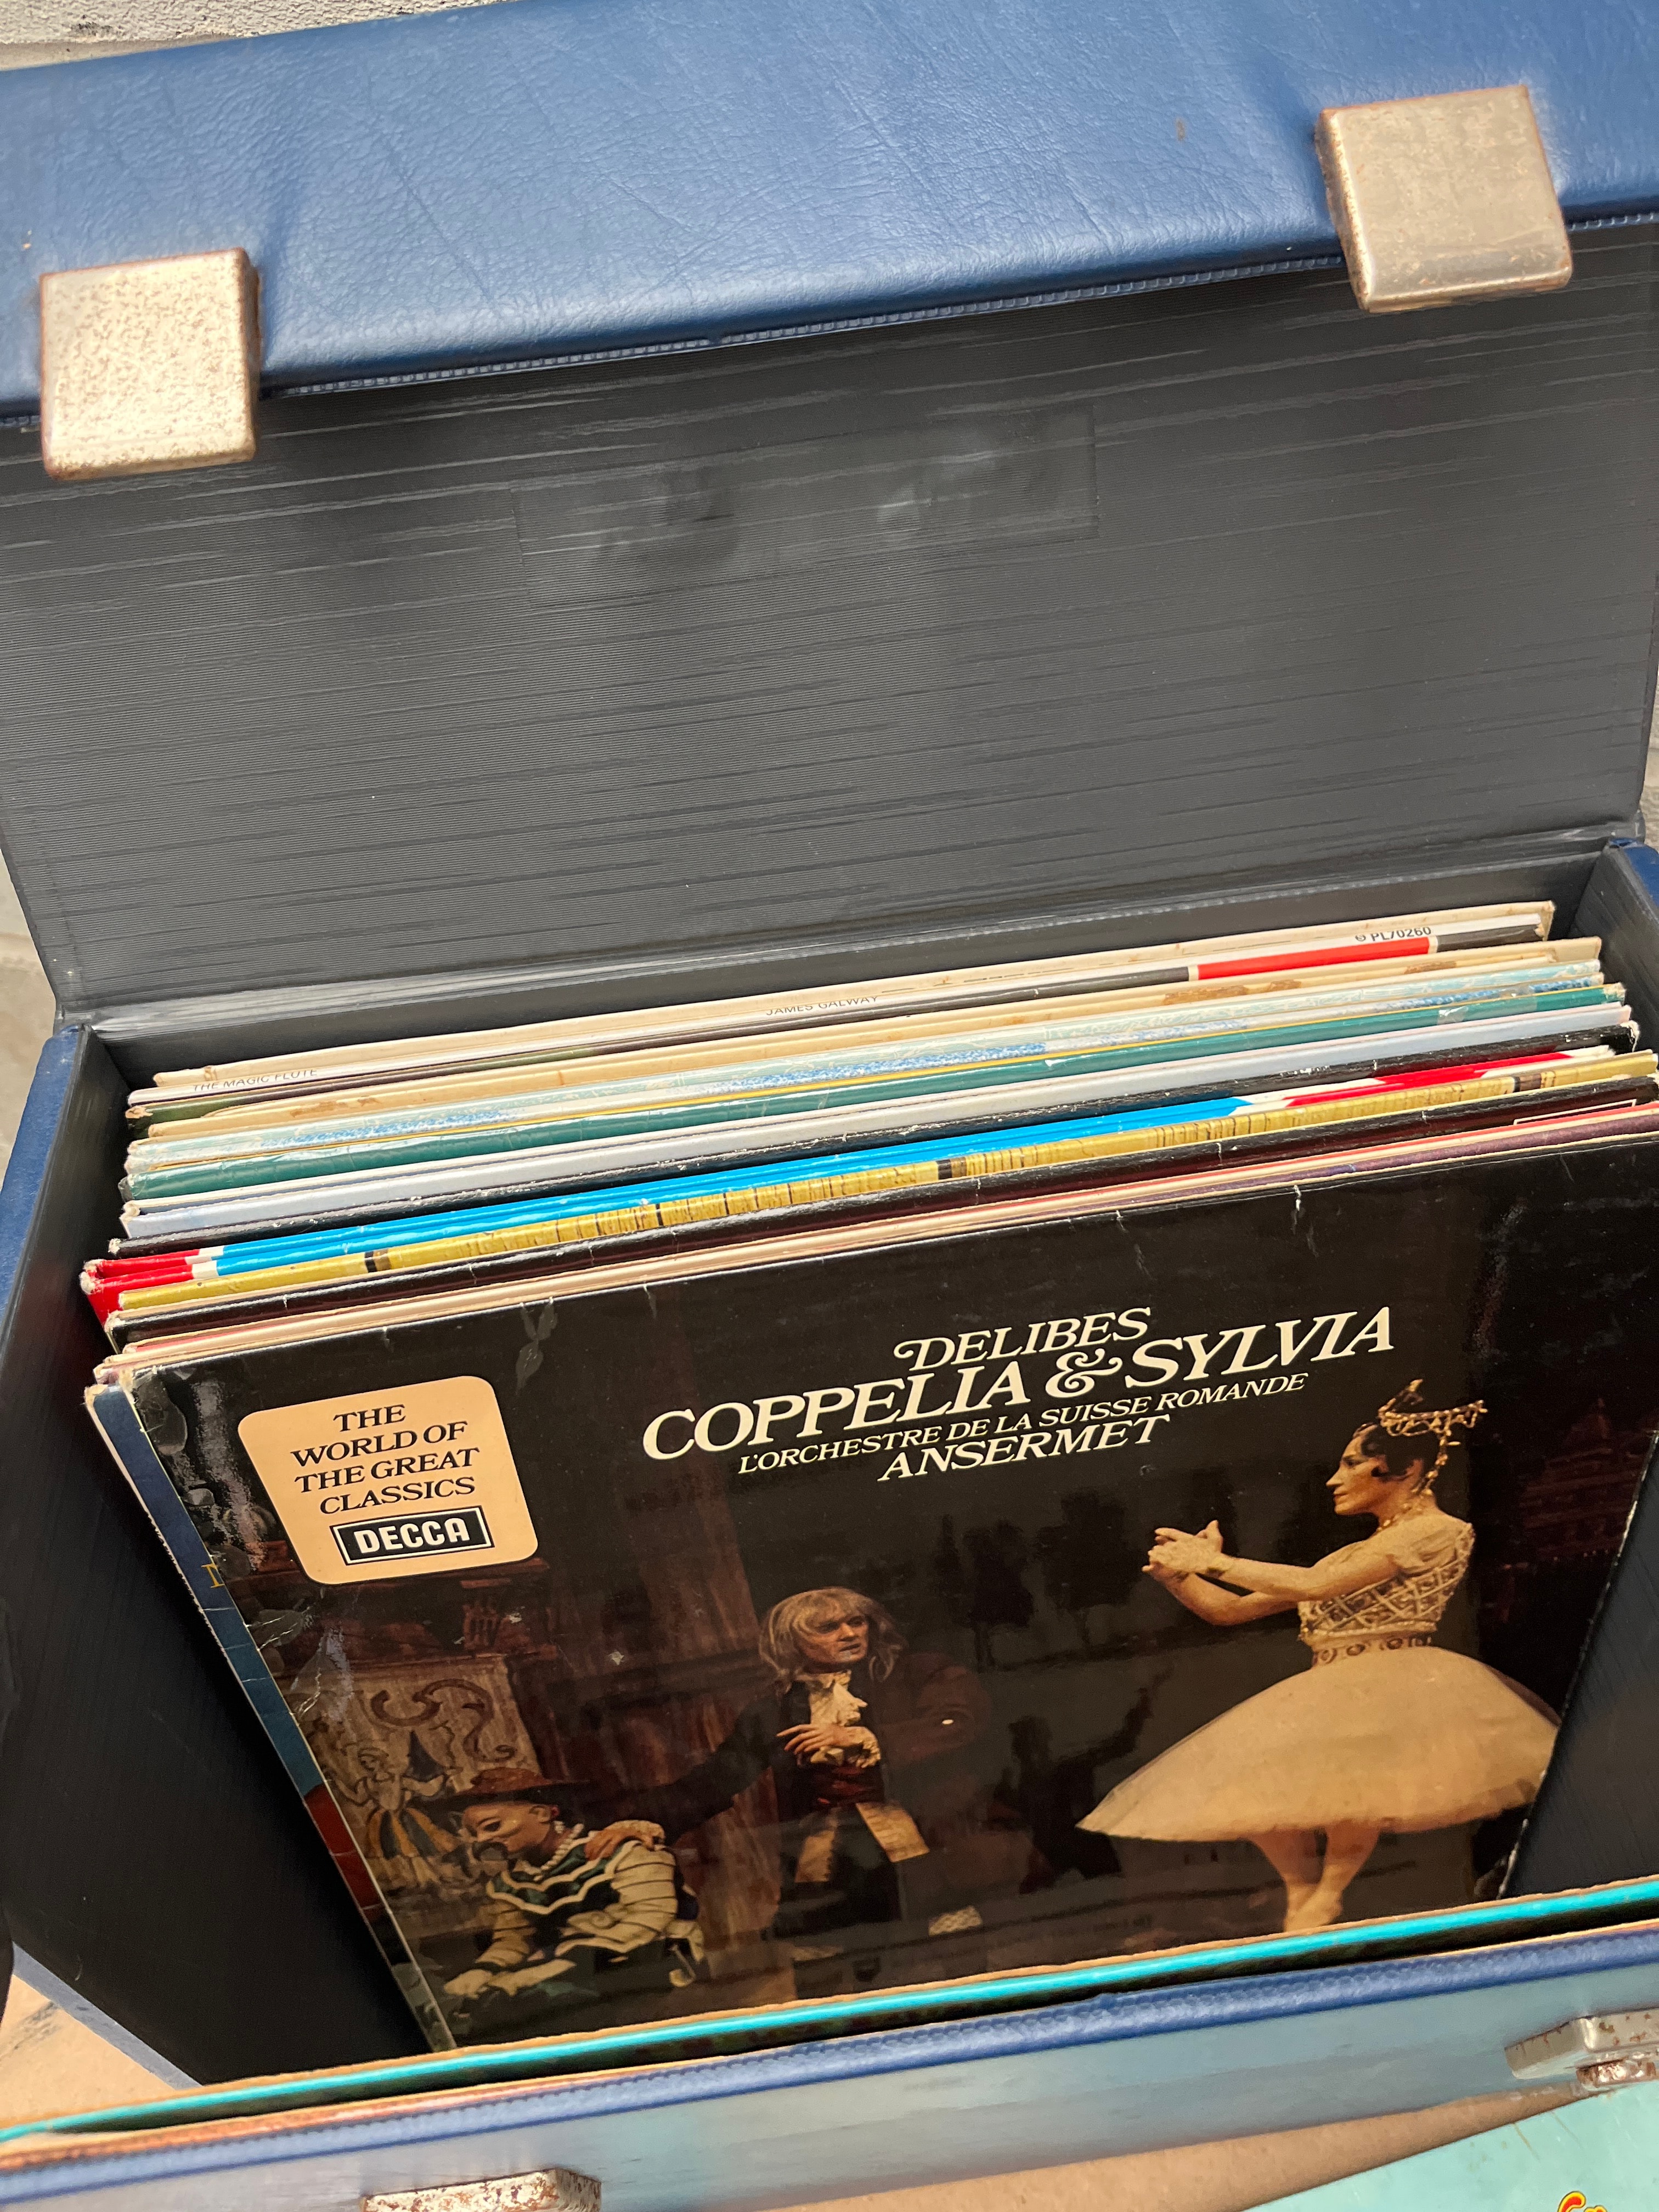 PL70260
JAMES GALWAY
THE MAGIC FLUTE
DELIBES
COPPELIA & SYLVIA
L'ORCHESTRE DE LA SUISSE ROMANDE
ANSERMET
THE
WORLD OF
THE GREAT
CLASSICS
DECCA